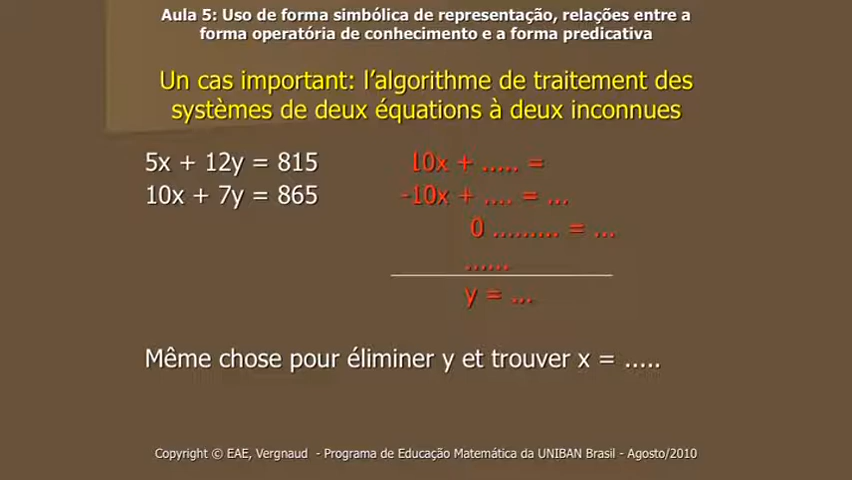 Aula 5: Uso de forma simbólica de representação, relações entre a
forma operatória de conhecimento e a forma predicativa
Un cas important: l’algorithme de traitement des
systèmes de deux équations à deux inconnues
5x + 12y = 815
10x + 7y = 865
10x + ..... =
-10x + .... = ...
0 ......... = ...
......
y = ...
Même chose pour éliminer y et trouver x = .....
Copyright © EAE, Vergnaud - Programa de Educação Matemática da UNIBAN Brasil - Agosto/2010